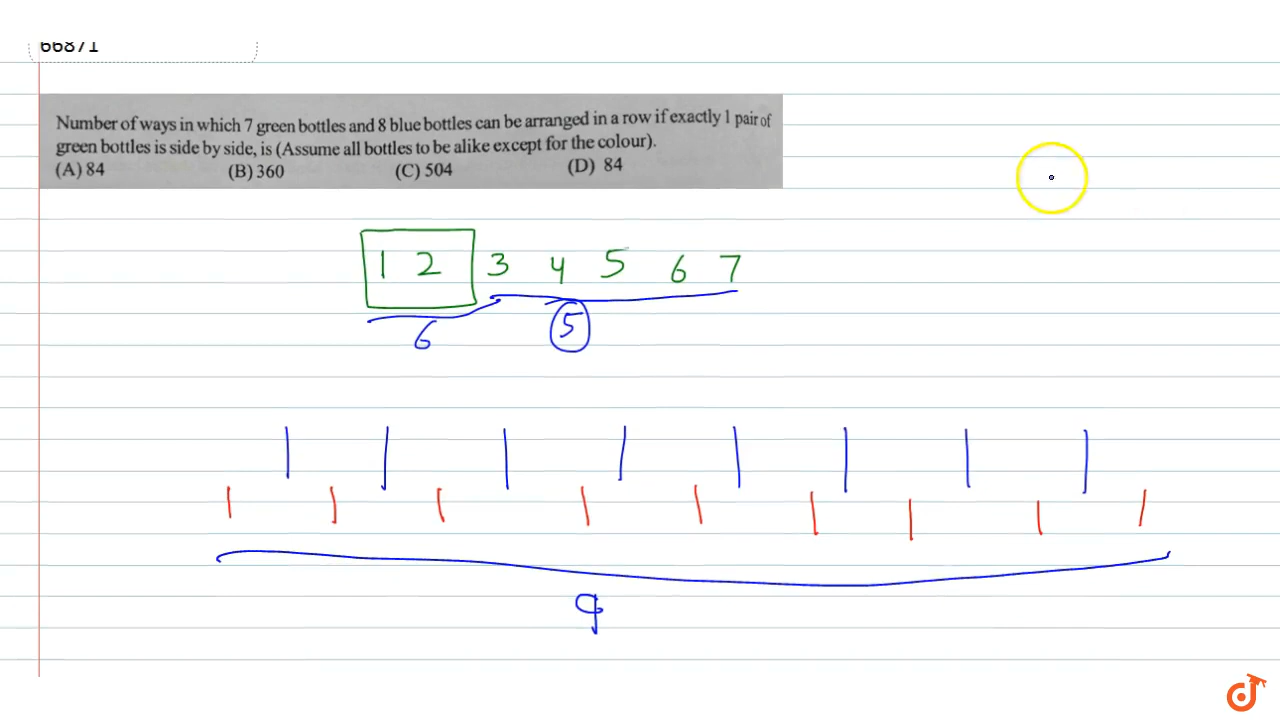 66871
Number of ways in which 7 green bottles and 8 blue bottles can be arranged in a row if exactly 1 pair of
green bottles is side by side, is (Assume all bottles to be alike except for the colour).
(A) 84 (B) 360 (C) 504 (D) 84
1 2 3 4 5 6 7
6 5
9